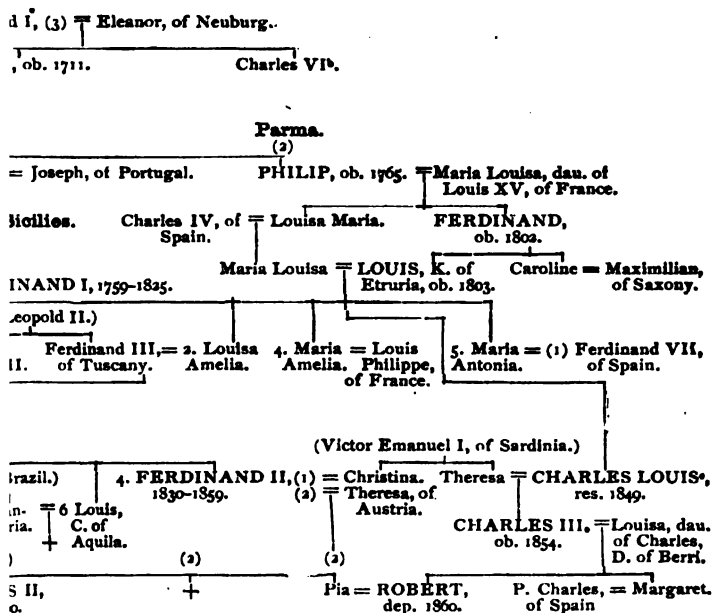 d I, (3) = Eleanor, of Neuburg.
, ob. 1711. Charles VIb.
Parma.
(2)
= Joseph, of Portugal. PHILIP, ob. 1765. = Maria Louisa, dau. of
Louis XV, of France.
Sicilies. Charles IV, of = Louisa Maria. FERDINAND,
Spain. ob. 1802.
Maria Louisa = LOUIS, K. of Caroline = Maximilian,
INAND I, 1759-1825. Etruria, ob. 1803. of Saxony.
Leopold II.)
Ferdinand III, = 2. Louisa 4. Maria = Louis 5. Maria = (1) Ferdinand VII,
II. of Tuscany. Amelia. Amelia. Philippe, Antonia. of Spain.
of France.
(Victor Emanuel I, of Sardinia.)
Brazil.) 4. FERDINAND II, (1) = Christina. Theresa = CHARLES LOUISc,
1830-1859. (2) = Theresa, of res. 1849.
n- = 6 Louis, Austria.
ria. C. of CHARLES III. = Louisa, dau.
+ Aquila. ob. 1854. of Charles,
) (2) (2) D. of Berri.
S II, + Pia = ROBERT, P. Charles, = Margaret.
o. dep. 1860. of Spain